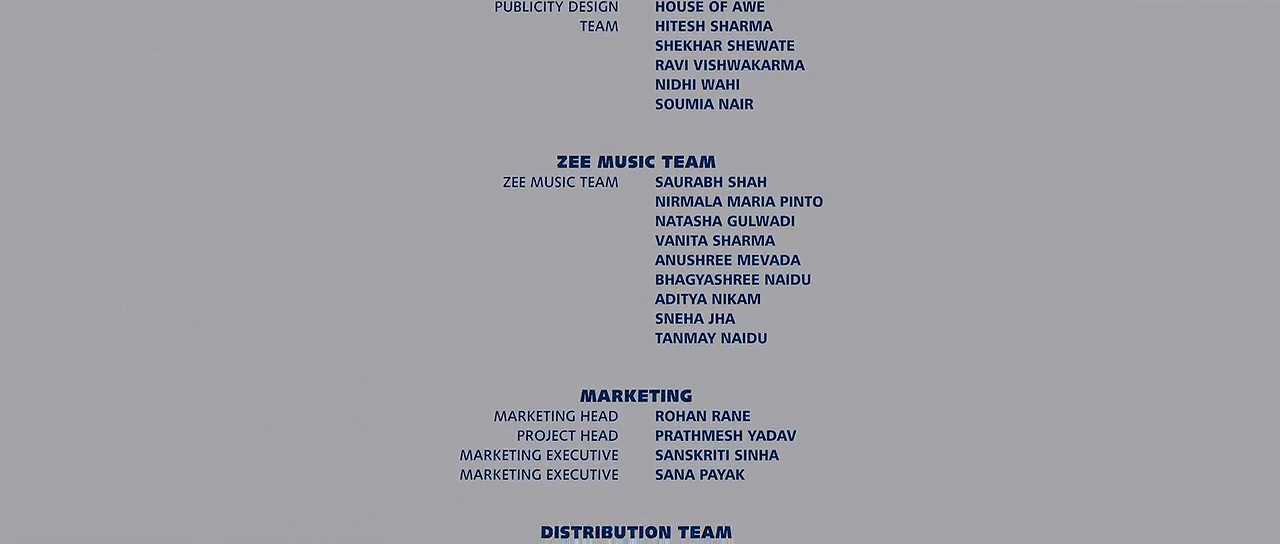 PUBLICITY DESIGN HOUSE OF AWE
TEAM HITESH SHARMA
SHEKHAR SHEWATE
RAVI VISHWAKARMA
NIDHI WAHI
SOUMIA NAIR
ZEE MUSIC TEAM
ZEE MUSIC TEAM SAURABH SHAH
NIRMALA MARIA PINTO
NATASHA GULWADI
VANITA SHARMA
ANUSHREE MEVADA
BHAGYASHREE NAIDU
ADITYA NIKAM
SNEHA JHA
TANMAY NAIDU
MARKETING
MARKETING HEAD ROHAN RANE
PROJECT HEAD PRATHMESH YADAV
MARKETING EXECUTIVE SANSKRITI SINHA
MARKETING EXECUTIVE SANA PAYAK
DISTRIBUTION TEAM